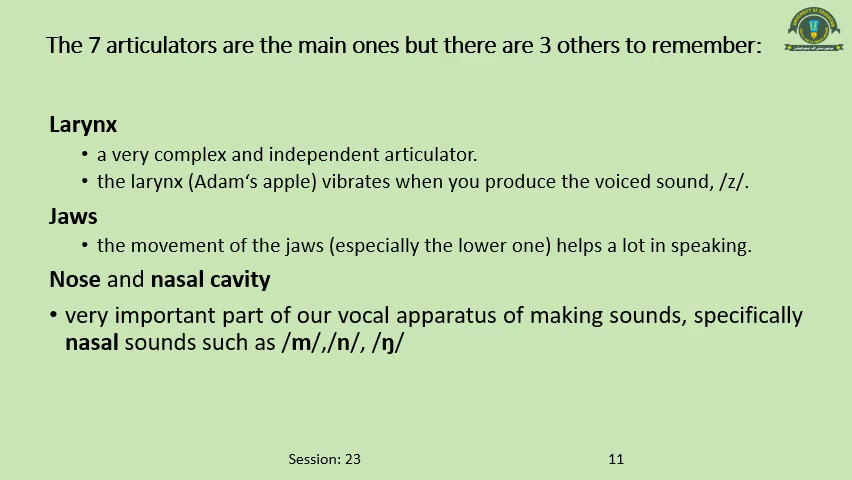 The 7 articulators are the main ones but there are 3 others to remember:
Larynx
• a very complex and independent articulator.
• the larynx (Adam‘s apple) vibrates when you produce the voiced sound, /z/.
Jaws
• the movement of the jaws (especially the lower one) helps a lot in speaking.
Nose and nasal cavity
• very important part of our vocal apparatus of making sounds, specifically
nasal sounds such as /m/,/n/, /ŋ/
Session: 23
11